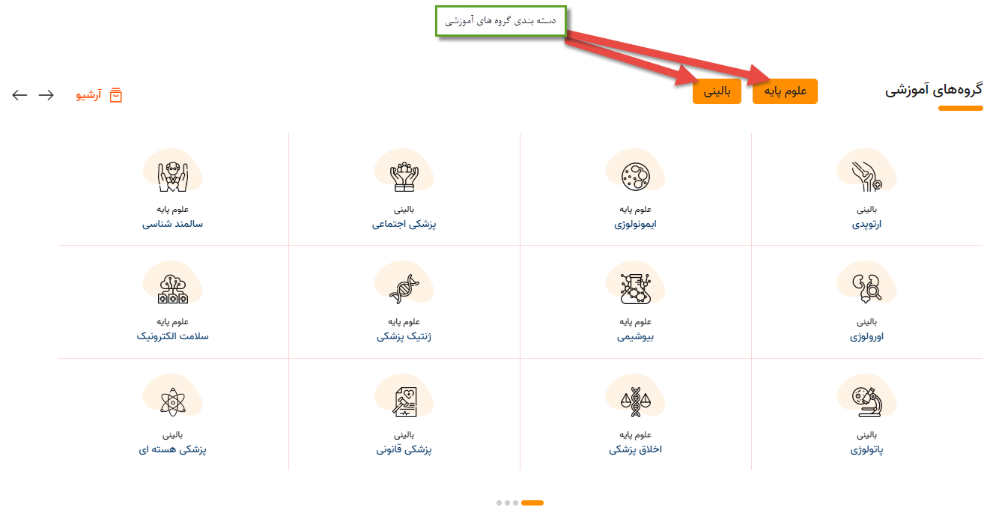 دسته بندی گروه های آموزشی
گروه‌های آموزشی
علوم پایه
بالینی
آرشیو
بالینی
ارتوپدی
علوم پایه
ایمونولوژی
بالینی
پزشکی اجتماعی
علوم پایه
سالمند شناسی
بالینی
اورولوژی
علوم پایه
بیوشیمی
علوم پایه
ژنتیک پزشکی
علوم پایه
سلامت الکترونیک
بالینی
پاتولوژی
علوم پایه
اخلاق پزشکی
بالینی
پزشکی قانونی
بالینی
پزشکی هسته ای